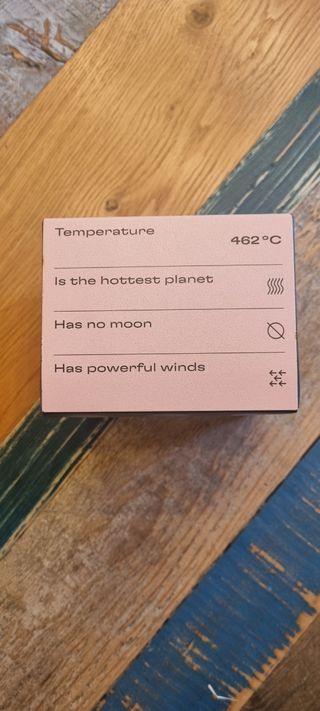 Temperature
462 °C
Is the hottest planet
Has no moon
Has powerful winds